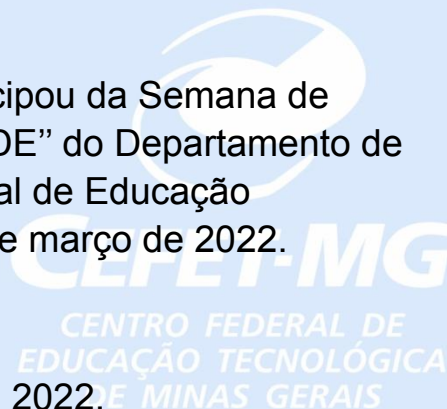 cipou da Semana de
DE” do Departamento de
al de Educação
e março de 2022.
CEFET-MG
CENTRO FEDERAL DE
EDUCAÇÃO TECNOLÓGICA
2022.
DE MINAS GERAIS